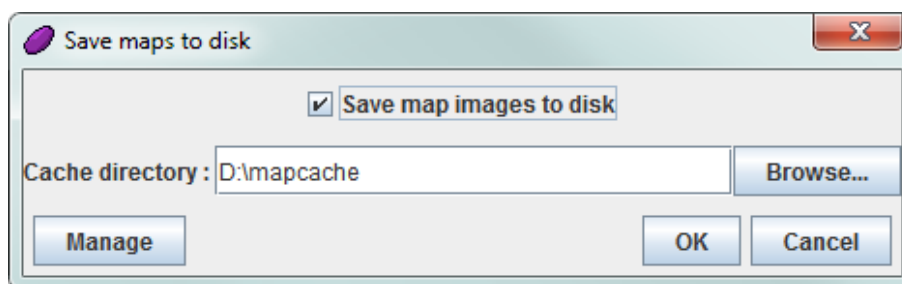 Save maps to disk
Save map images to disk
Cache directory : D:\mapcache Browse...
Manage OK Cancel